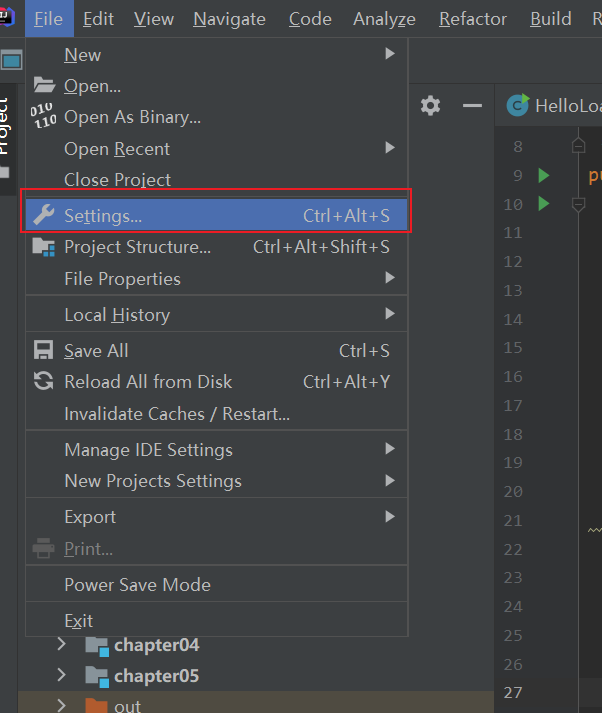 File Edit View Navigate Code Analyze Refactor Build
New
Open...
Open As Binary...
Open Recent
Close Project
Settings... Ctrl+Alt+S
Project Structure... Ctrl+Alt+Shift+S
File Properties
Local History
Save All Ctrl+S
Reload All from Disk Ctrl+Alt+Y
Invalidate Caches / Restart...
Manage IDE Settings
New Projects Settings
Export
Print...
Power Save Mode
Exit
chapter04
chapter05
out
Project
HelloLoa
8
9 pu
10
11
12
13
14
15
16
17
18
19
20
21
22
23
24
25
26
27